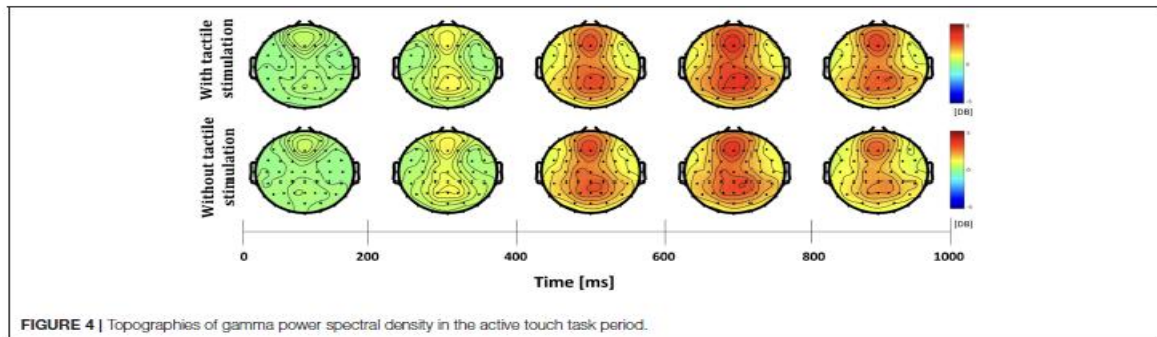 With tactile
stimulation
[DB]
Without tactile
stimulation
[DB]
0 200 400 600 800 1000
Time [ms]
FIGURE 4 | Topographies of gamma power spectral density in the active touch task period.